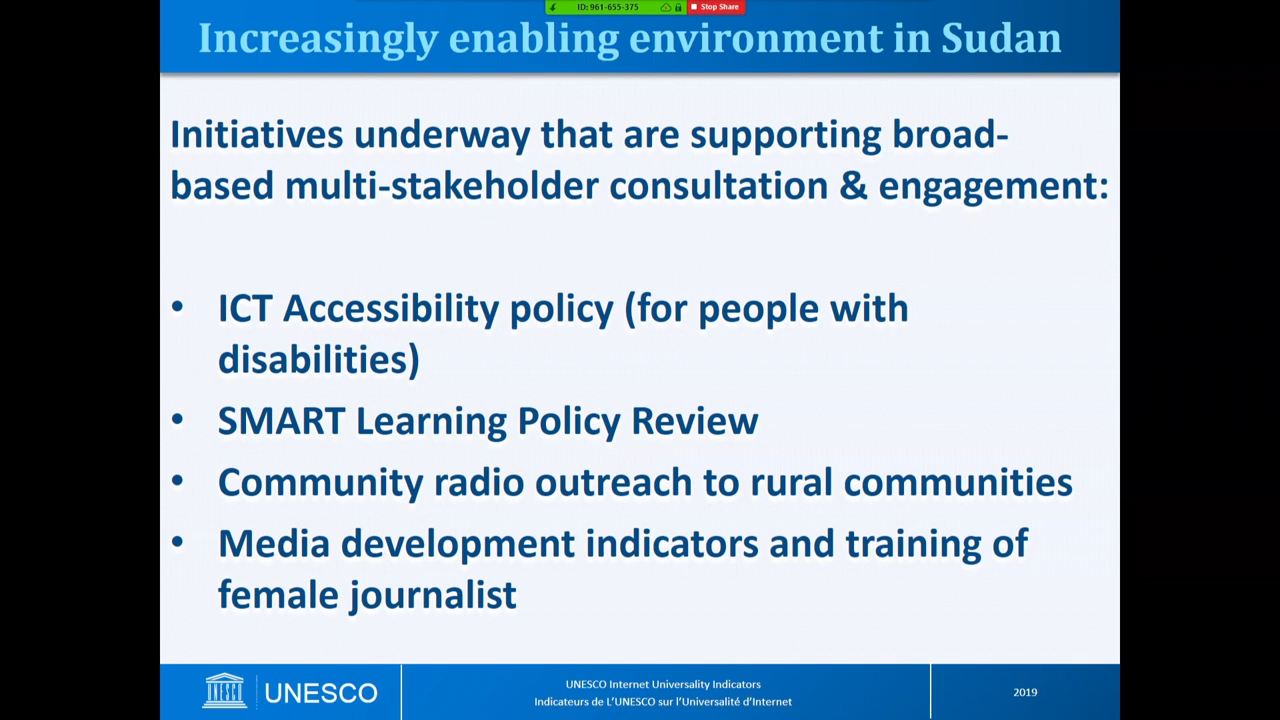 ID: 961-655-375
Stop Share
Increasingly enabling environment in Sudan
Initiatives underway that are supporting broad-
based multi-stakeholder consultation & engagement:
• ICT Accessibility policy (for people with
disabilities)
• SMART Learning Policy Review
• Community radio outreach to rural communities
• Media development indicators and training of
female journalist
UNESCO
UNESCO
UNESCO Internet Universality Indicators
Indicateurs de L’UNESCO sur l’Universalité d’Internet
2019